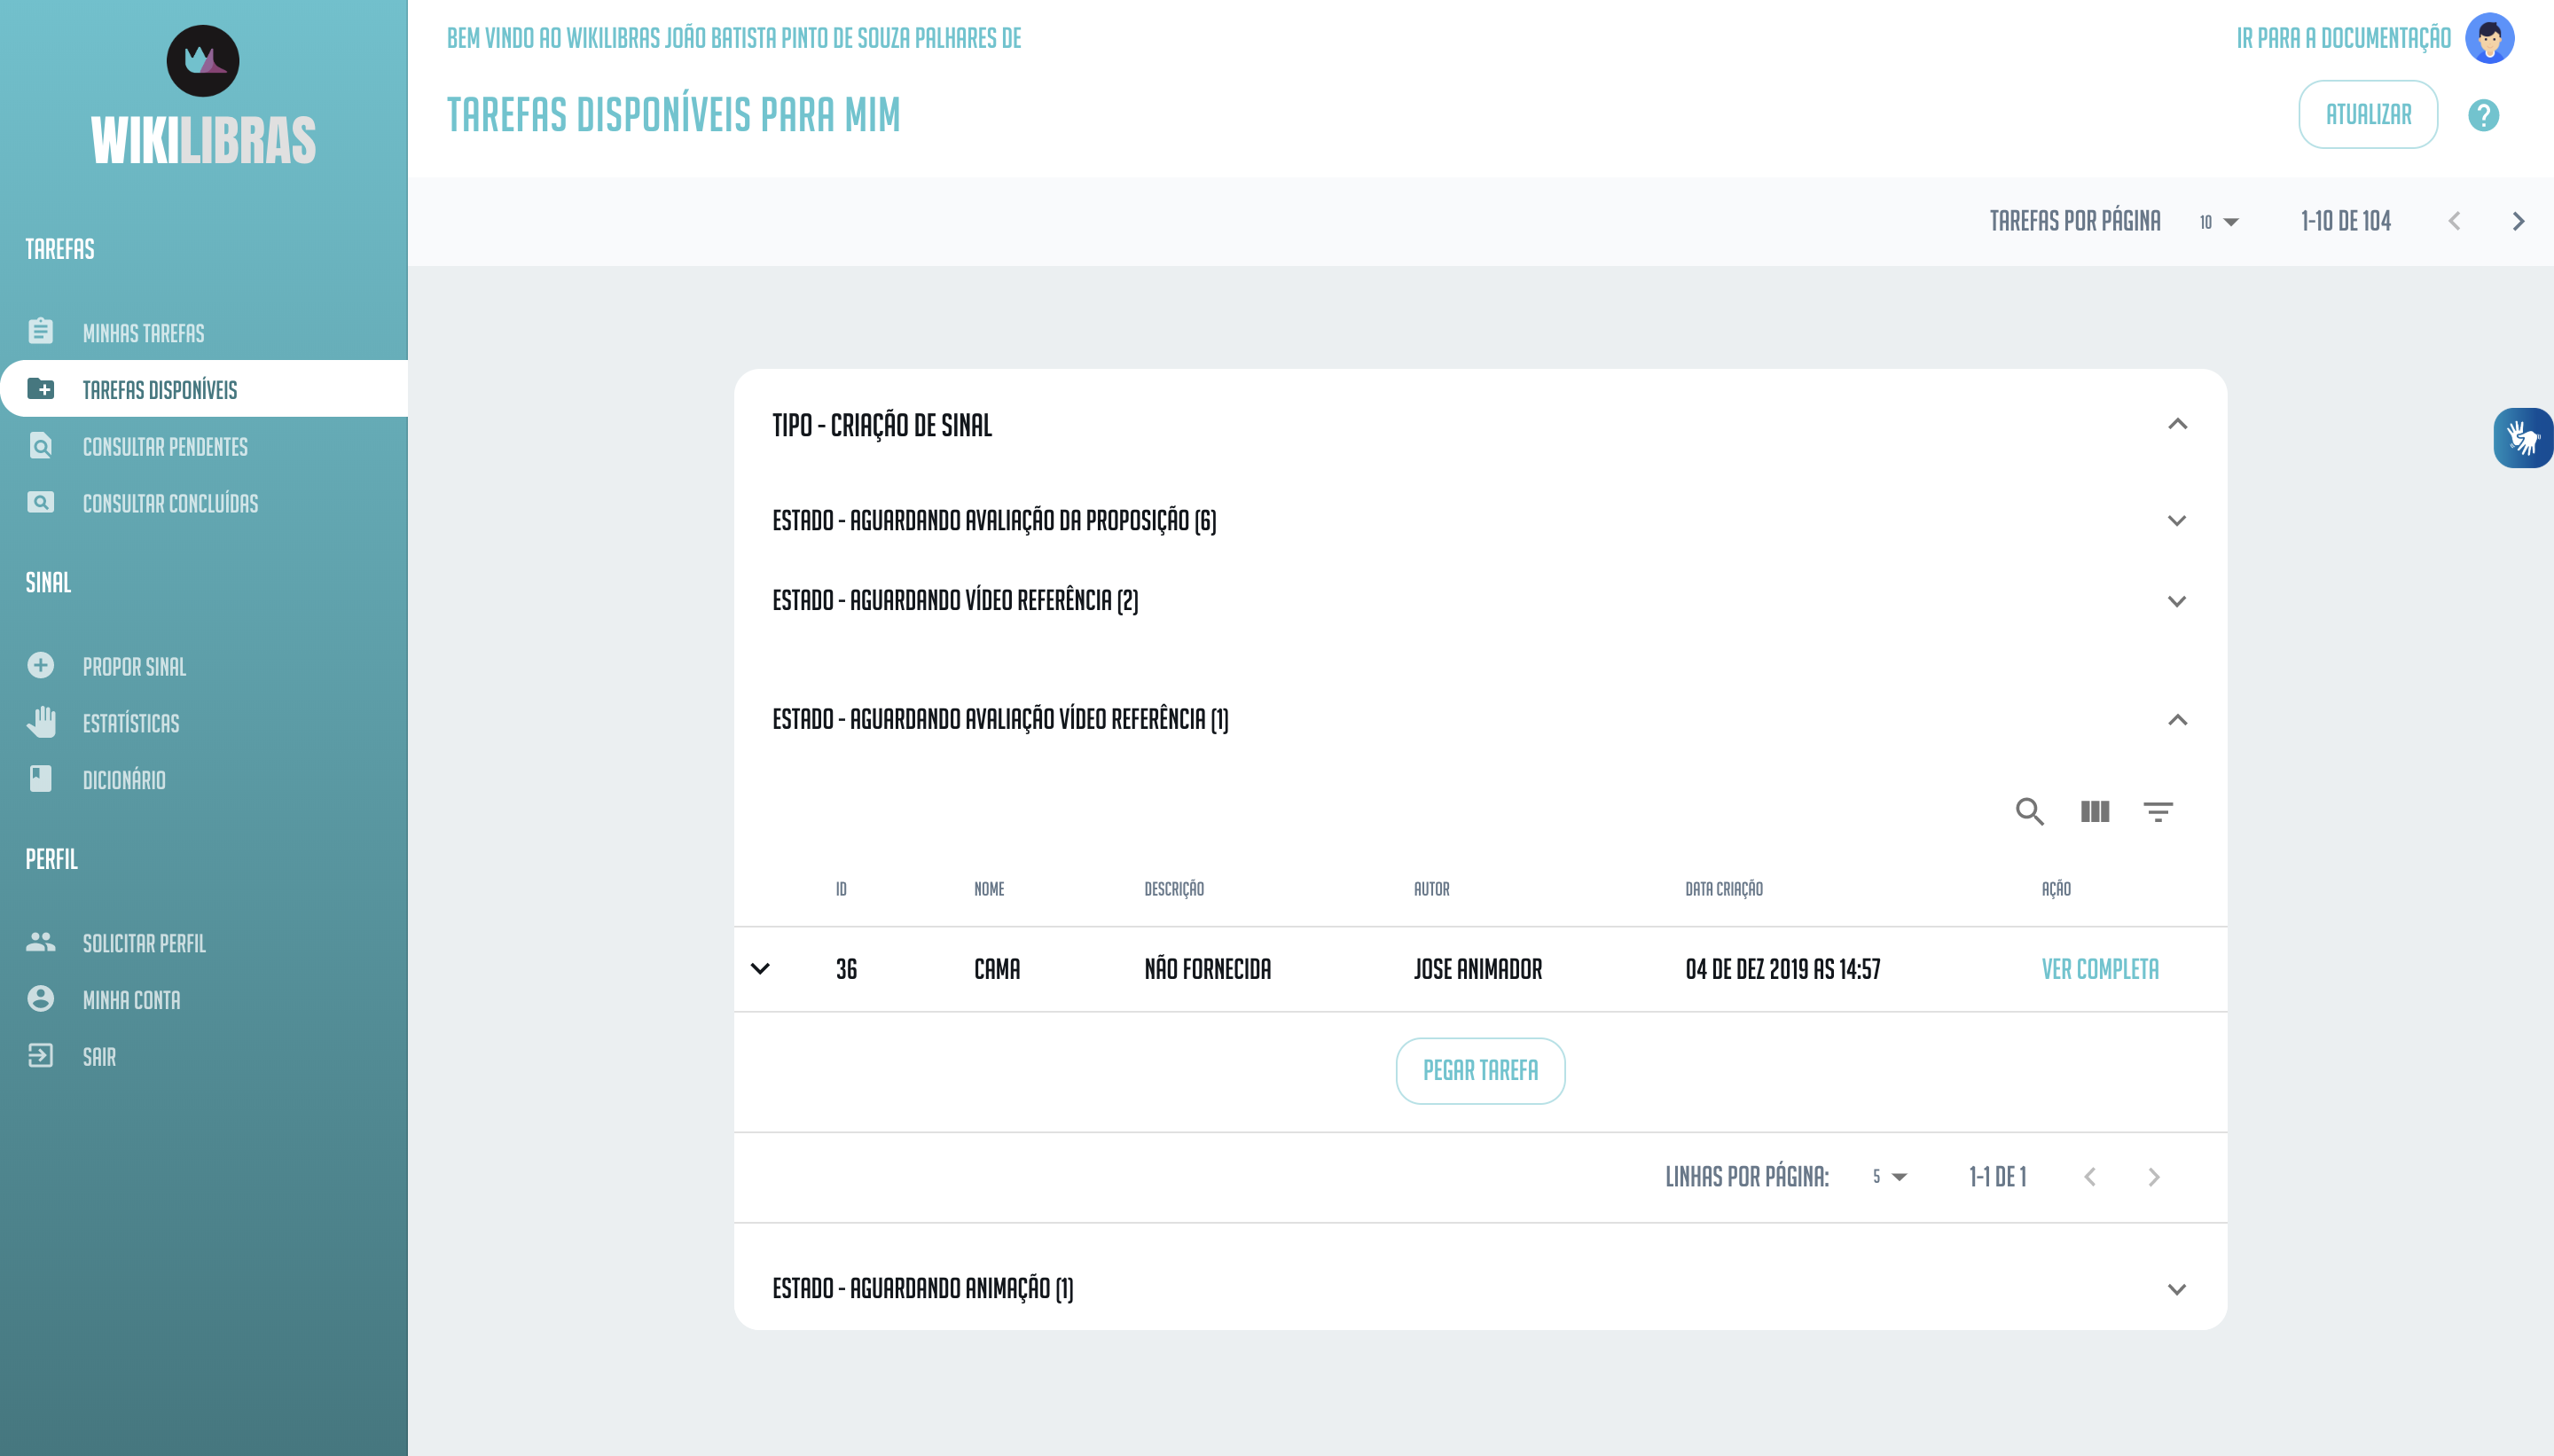 WIKILIBRAS
TAREFAS
MINHAS TAREFAS
TAREFAS DISPONÍVEIS
CONSULTAR PENDENTES
CONSULTAR CONCLUÍDAS
SINAL
PROPOR SINAL
ESTATÍSTICAS
DICIONÁRIO
PERFIL
SOLICITAR PERFIL
MINHA CONTA
SAIR
BEM VINDO AO WIKILIBRAS JOÃO BATISTA PINTO DE SOUZA PALHARES DE
IR PARA A DOCUMENTAÇÃO
TAREFAS DISPONÍVEIS PARA MIM
ATUALIZAR
?
TAREFAS POR PÁGINA 10 1-10 DE 104
TIPO - CRIAÇÃO DE SINAL
ESTADO - AGUARDANDO AVALIAÇÃO DA PROPOSIÇÃO (6)
ESTADO - AGUARDANDO VÍDEO REFERÊNCIA (2)
ESTADO - AGUARDANDO AVALIAÇÃO VÍDEO REFERÊNCIA (1)
ID NOME DESCRIÇÃO AUTOR DATA CRIAÇÃO AÇÃO
36 CAMA NÃO FORNECIDA JOSE ANIMADOR 04 DE DEZ 2019 AS 14:57 VER COMPLETA
PEGAR TAREFA
LINHAS POR PÁGINA: 5 1-1 DE 1
ESTADO - AGUARDANDO ANIMAÇÃO (1)